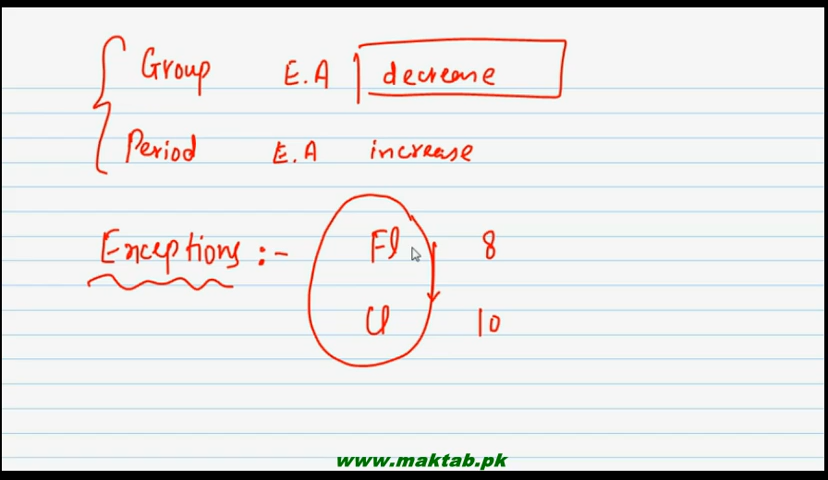 Group E.A decrease
Period E.A increase
Exceptions :- Fl 8
Cl 10
www.maktab.pk